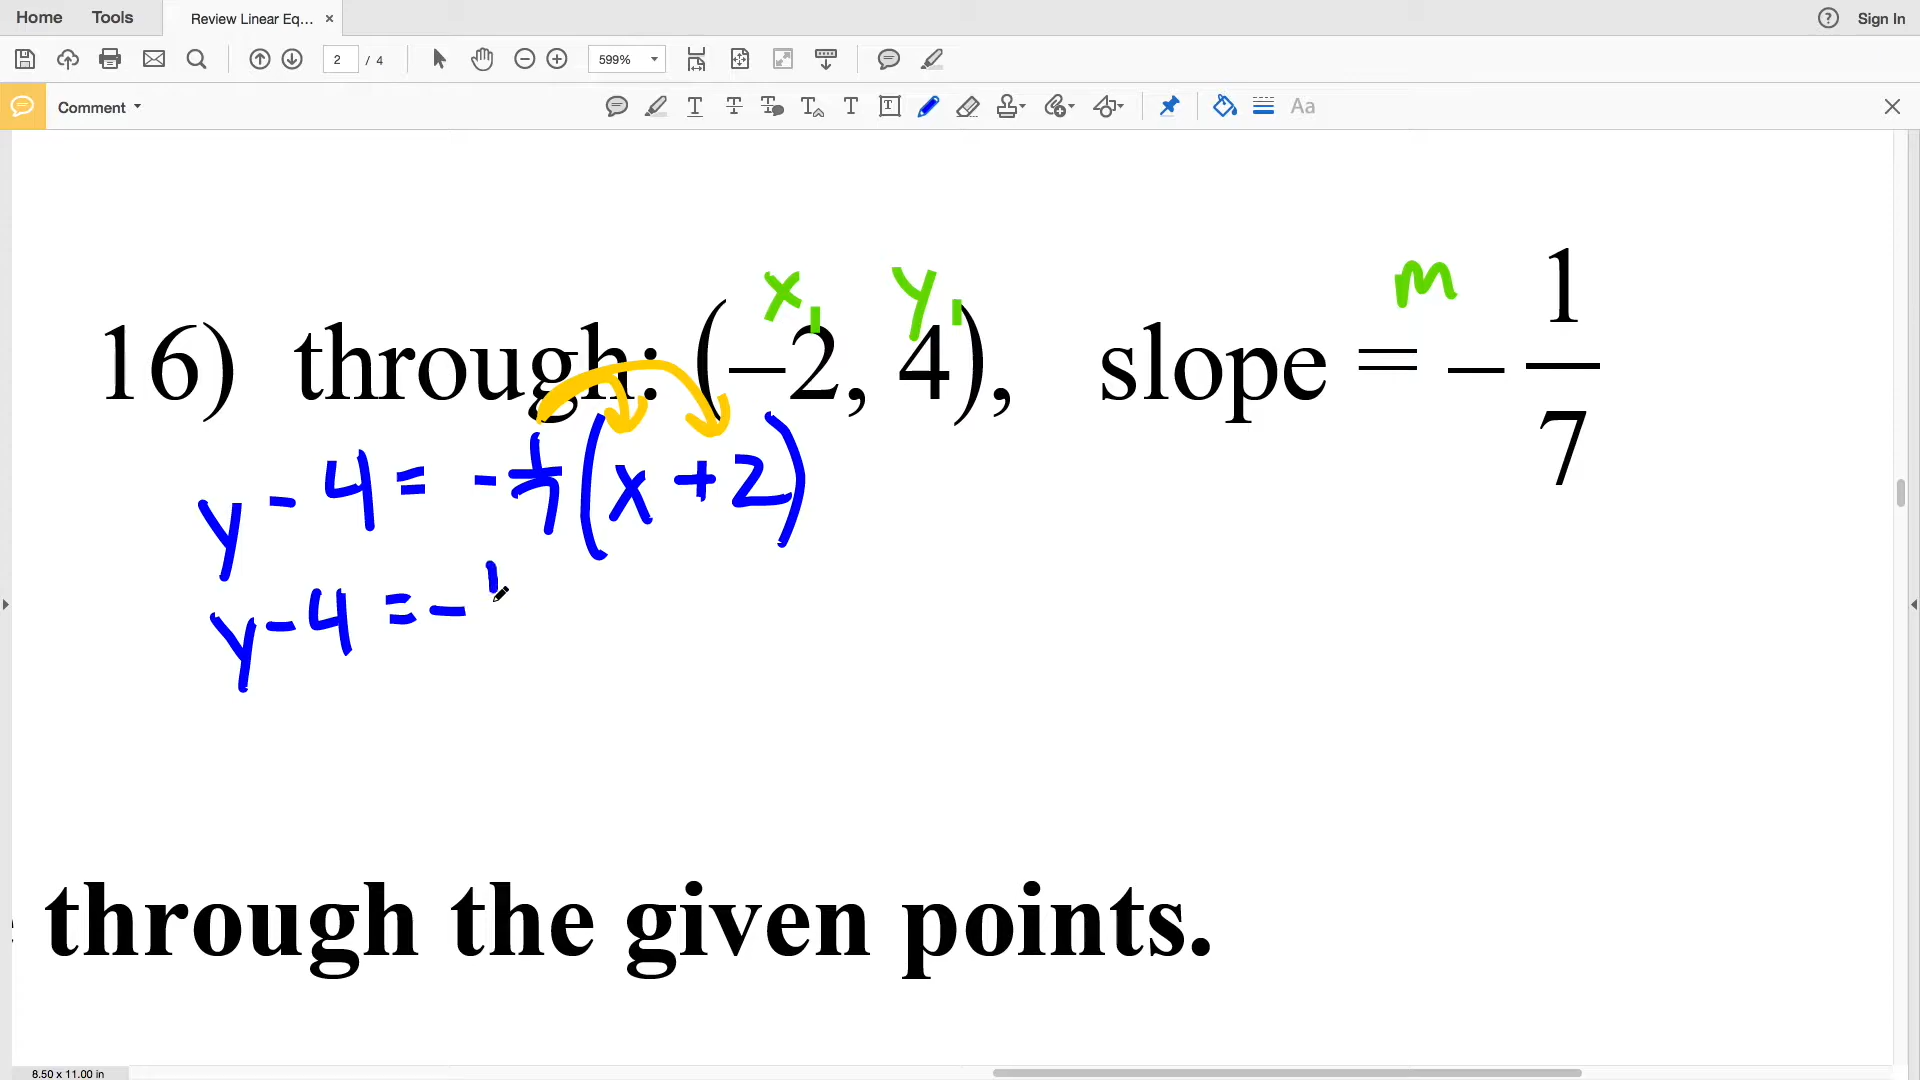 Home Tools Review Linear Eq... × Sign In
2 / 4 599%
Comment Aa
x₁ y₁ m
16) through: (−2, 4), slope = − 1/7
y - 4 = - 1/7 (x + 2)
y - 4 = - 1
through the given points.
8.50 x 11.00 in